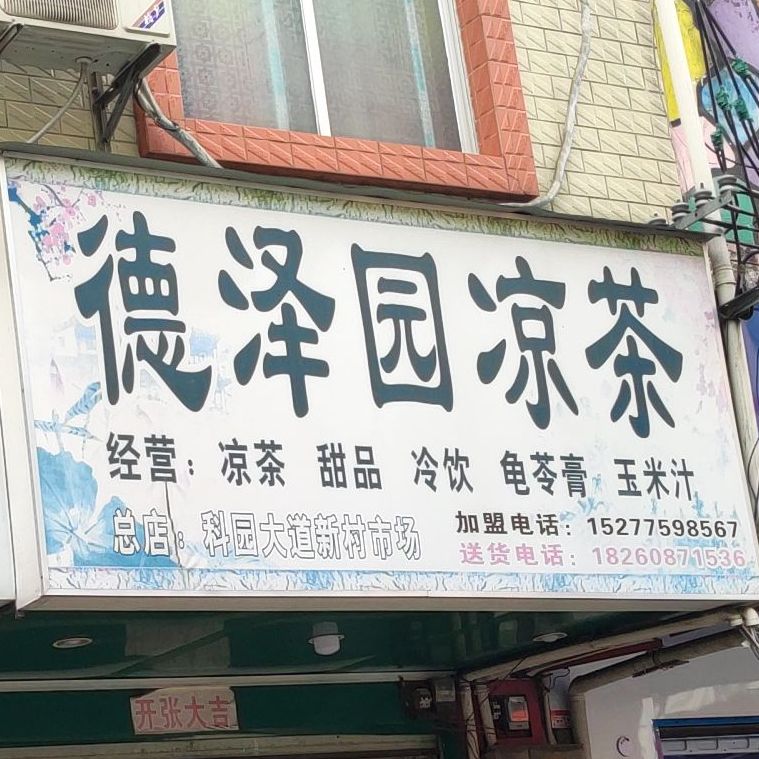 德泽园凉茶
经营：凉茶 甜品 冷饮 龟苓膏 玉米汁
总店：科园大道新村市场
加盟电话：15277598567
送货电话：18260871536
开张大吉